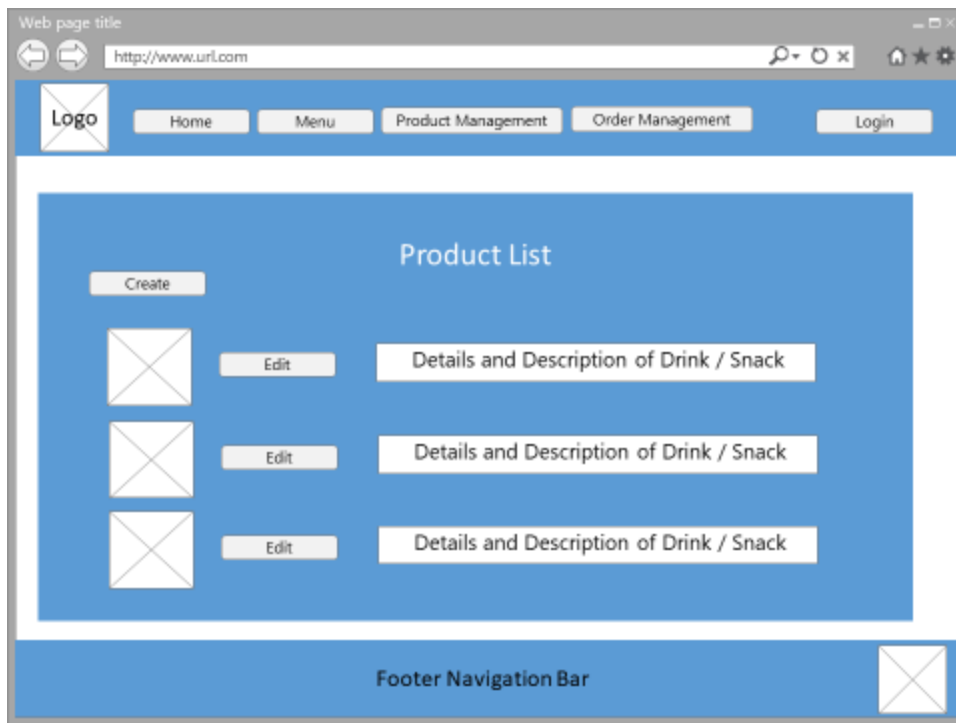 Web page title
http://www.url.com
Logo
Home
Menu
Product Management
Order Management
Login
Product List
Create
Edit
Details and Description of Drink / Snack
Edit
Details and Description of Drink / Snack
Edit
Details and Description of Drink / Snack
Footer Navigation Bar